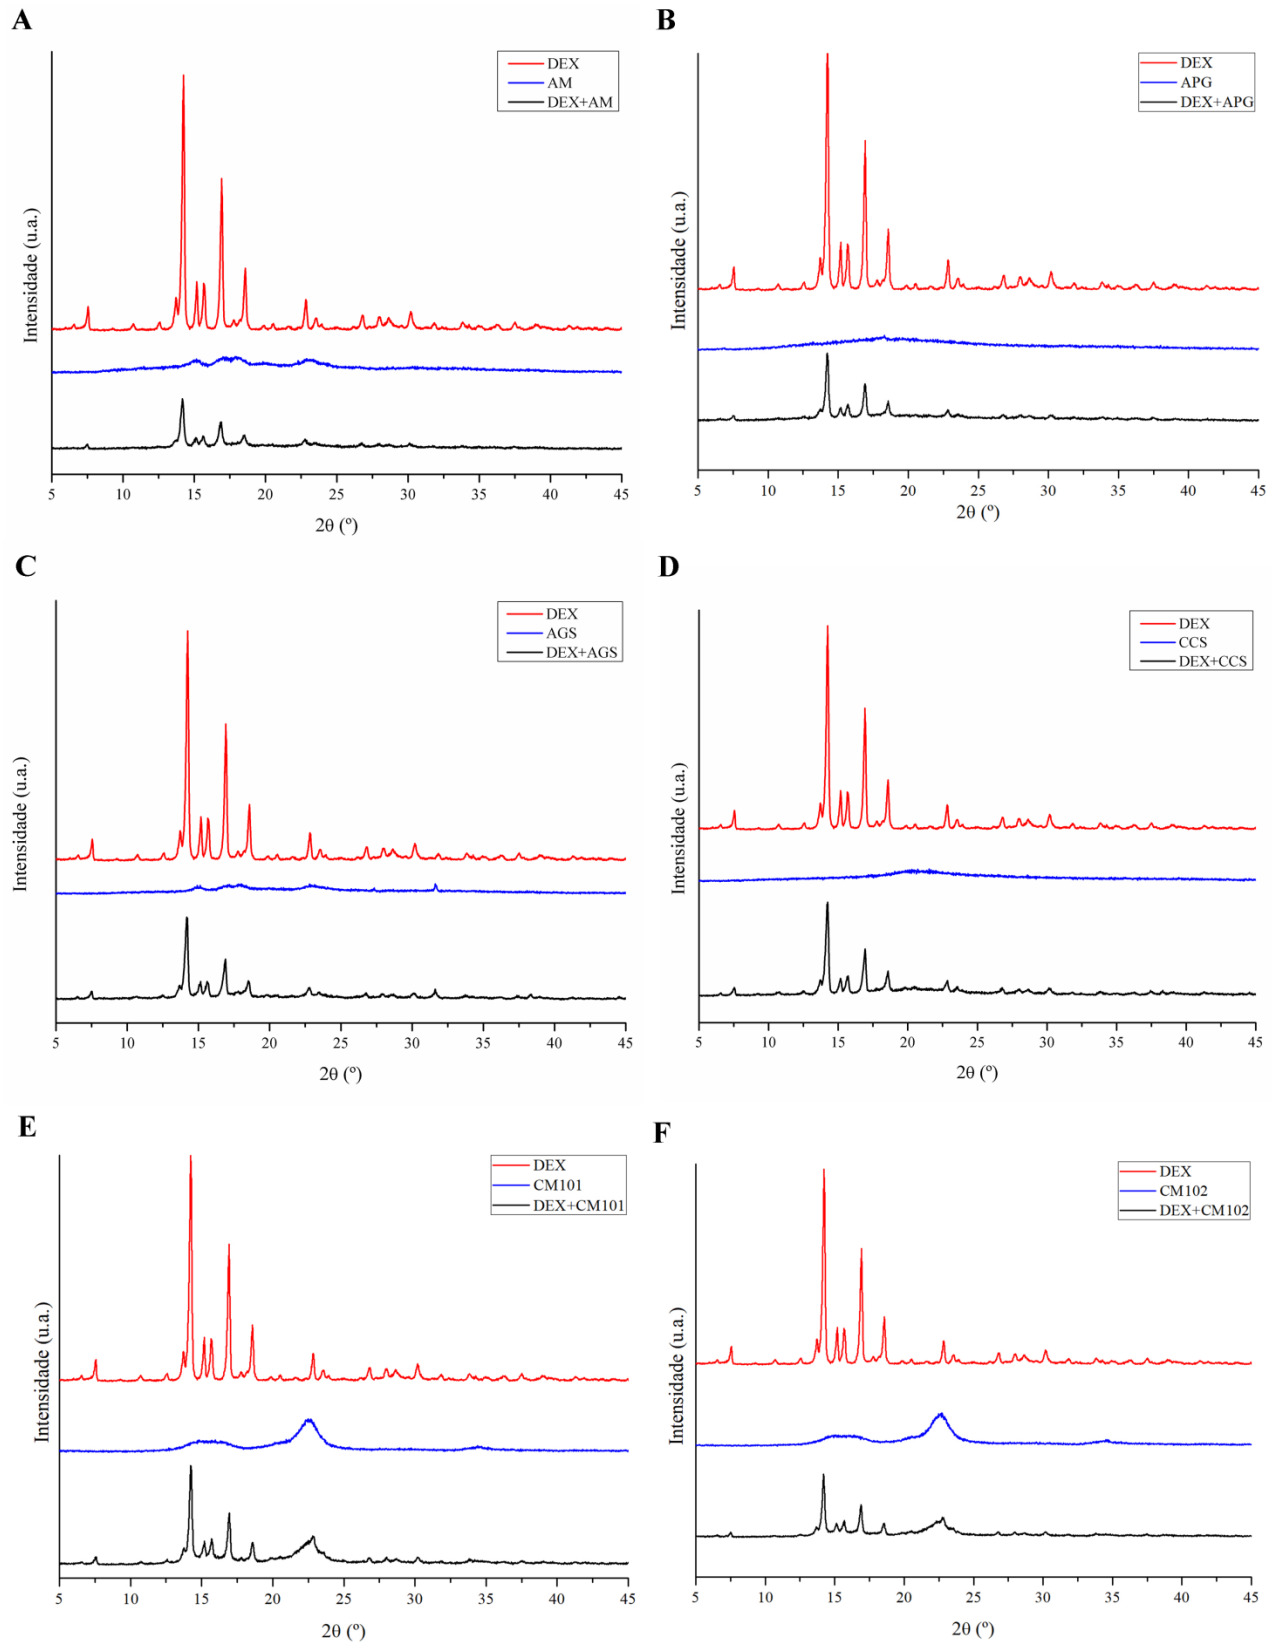 A
DEX
AM
DEX+AM
Intensidade (u.a.)
5 10 15 20 25 30 35 40 45
2θ (º)
B
DEX
APG
DEX+APG
Intensidade (u.a.)
5 10 15 20 25 30 35 40 45
2θ (º)
C
DEX
AGS
DEX+AGS
Intensidade (u.a.)
5 10 15 20 25 30 35 40 45
2θ (º)
D
DEX
CCS
DEX+CCS
Intensidade (u.a.)
5 10 15 20 25 30 35 40 45
2θ (º)
E
DEX
CM101
DEX+CM101
Intensidade (u.a.)
5 10 15 20 25 30 35 40 45
2θ (º)
F
DEX
CM102
DEX+CM102
Intensidade (u.a.)
5 10 15 20 25 30 35 40 45
2θ (º)